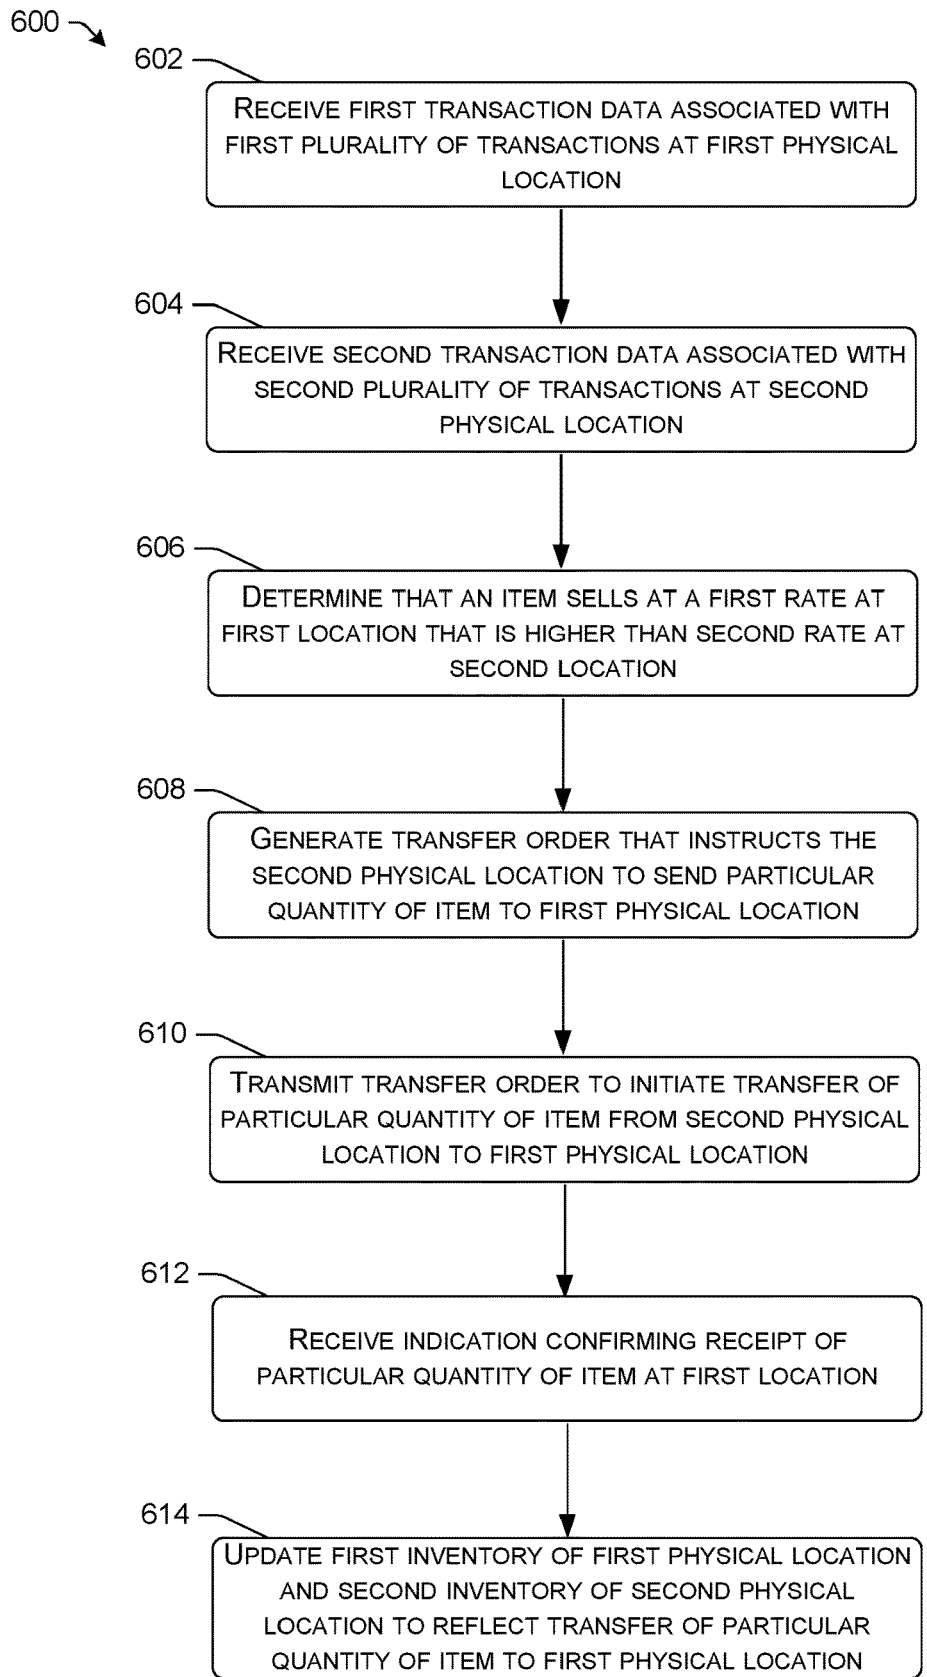 600
602
RECEIVE FIRST TRANSACTION DATA ASSOCIATED WITH
FIRST PLURALITY OF TRANSACTIONS AT FIRST PHYSICAL
LOCATION
604
RECEIVE SECOND TRANSACTION DATA ASSOCIATED WITH
SECOND PLURALITY OF TRANSACTIONS AT SECOND
PHYSICAL LOCATION
606
DETERMINE THAT AN ITEM SELLS AT A FIRST RATE AT
FIRST LOCATION THAT IS HIGHER THAN SECOND RATE AT
SECOND LOCATION
608
GENERATE TRANSFER ORDER THAT INSTRUCTS THE
SECOND PHYSICAL LOCATION TO SEND PARTICULAR
QUANTITY OF ITEM TO FIRST PHYSICAL LOCATION
610
TRANSMIT TRANSFER ORDER TO INITIATE TRANSFER OF
PARTICULAR QUANTITY OF ITEM FROM SECOND PHYSICAL
LOCATION TO FIRST PHYSICAL LOCATION
612
RECEIVE INDICATION CONFIRMING RECEIPT OF
PARTICULAR QUANTITY OF ITEM AT FIRST LOCATION
614
UPDATE FIRST INVENTORY OF FIRST PHYSICAL LOCATION
AND SECOND INVENTORY OF SECOND PHYSICAL
LOCATION TO REFLECT TRANSFER OF PARTICULAR
QUANTITY OF ITEM TO FIRST PHYSICAL LOCATION